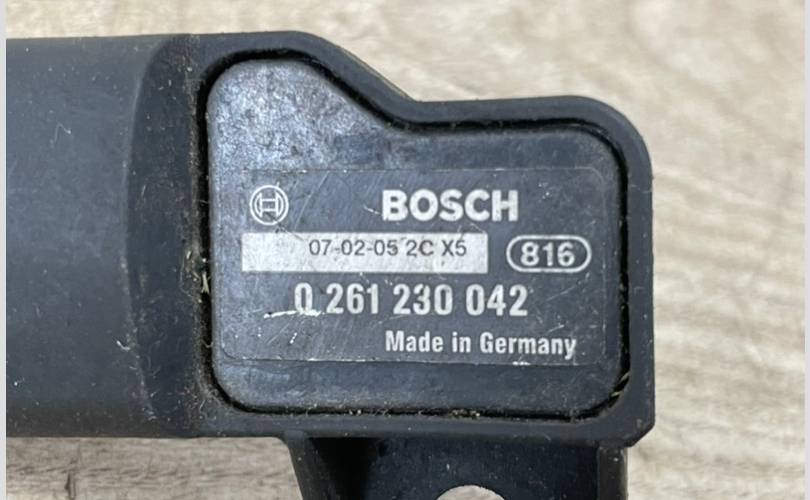 BOSCH
07-02-05 2C X5 816
0 261 230 042
Made in Germany